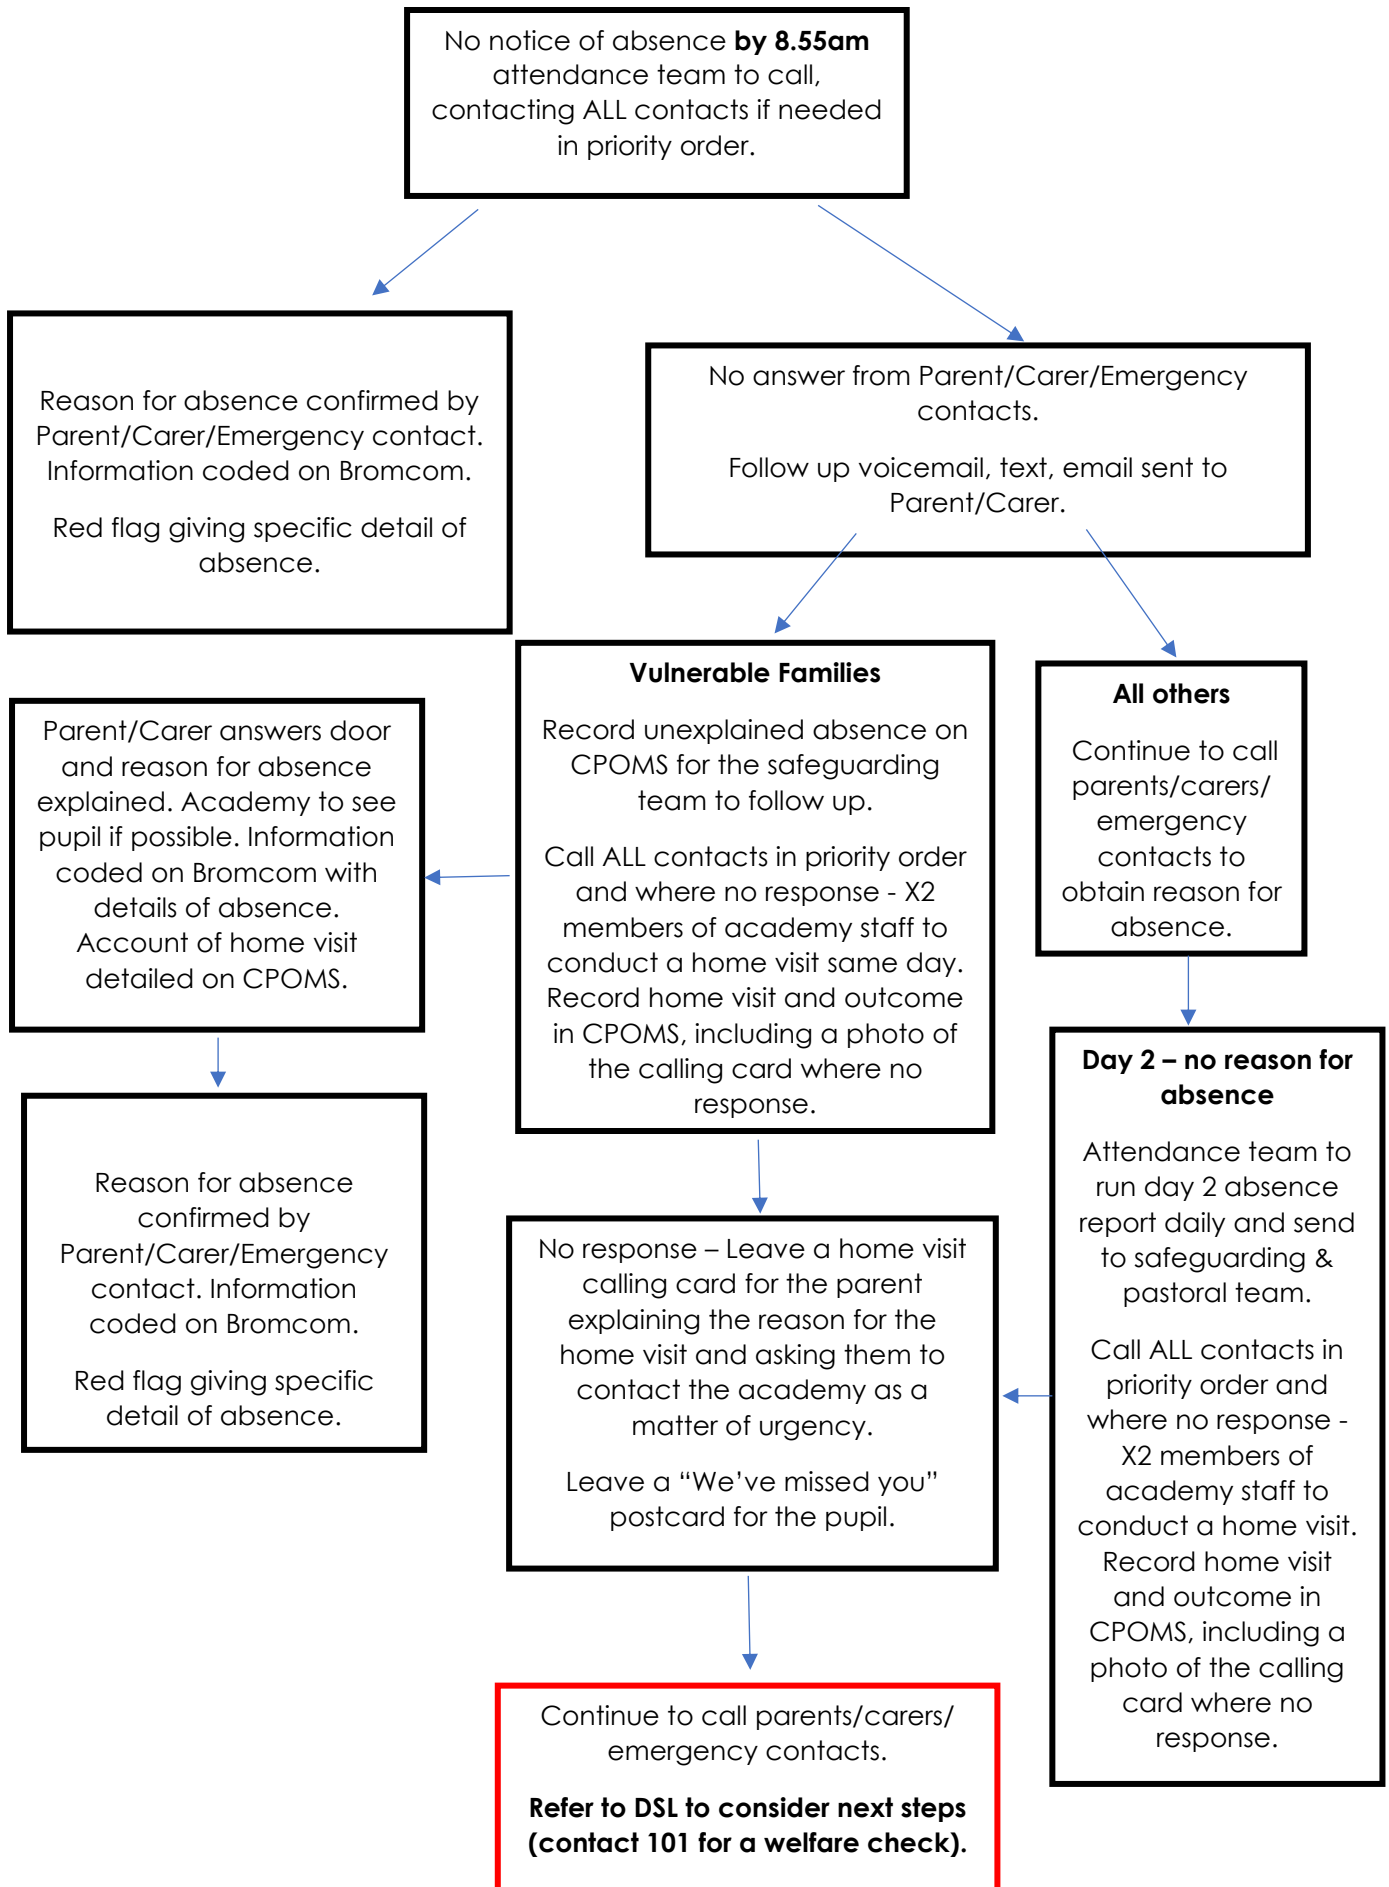 No notice of absence by 8.55am
attendance team to call,
contacting ALL contacts if needed
in priority order.
Reason for absence confirmed by
Parent/Carer/Emergency contact.
Information coded on Bromcom.
Red flag giving specific detail of
absence.
No answer from Parent/Carer/Emergency
contacts.
Follow up voicemail, text, email sent to
Parent/Carer.
Vulnerable Families
Record unexplained absence on
CPOMS for the safeguarding
team to follow up.
Call ALL contacts in priority order
and where no response - X2
members of academy staff to
conduct a home visit same day.
Record home visit and outcome
in CPOMS, including a photo of
the calling card where no
response.
All others
Continue to call
parents/carers/
emergency
contacts to
obtain reason for
absence.
Parent/Carer answers door
and reason for absence
explained. Academy to see
pupil if possible. Information
coded on Bromcom with
details of absence.
Account of home visit
detailed on CPOMS.
Reason for absence
confirmed by
Parent/Carer/Emergency
contact. Information
coded on Bromcom.
Red flag giving specific
detail of absence.
No response – Leave a home visit
calling card for the parent
explaining the reason for the
home visit and asking them to
contact the academy as a
matter of urgency.
Leave a “We’ve missed you”
postcard for the pupil.
Day 2 – no reason for
absence
Attendance team to
run day 2 absence
report daily and send
to safeguarding &
pastoral team.
Call ALL contacts in
priority order and
where no response -
X2 members of
academy staff to
conduct a home visit.
Record home visit
and outcome in
CPOMS, including a
photo of the calling
card where no
response.
Continue to call parents/carers/
emergency contacts.
Refer to DSL to consider next steps
(contact 101 for a welfare check).